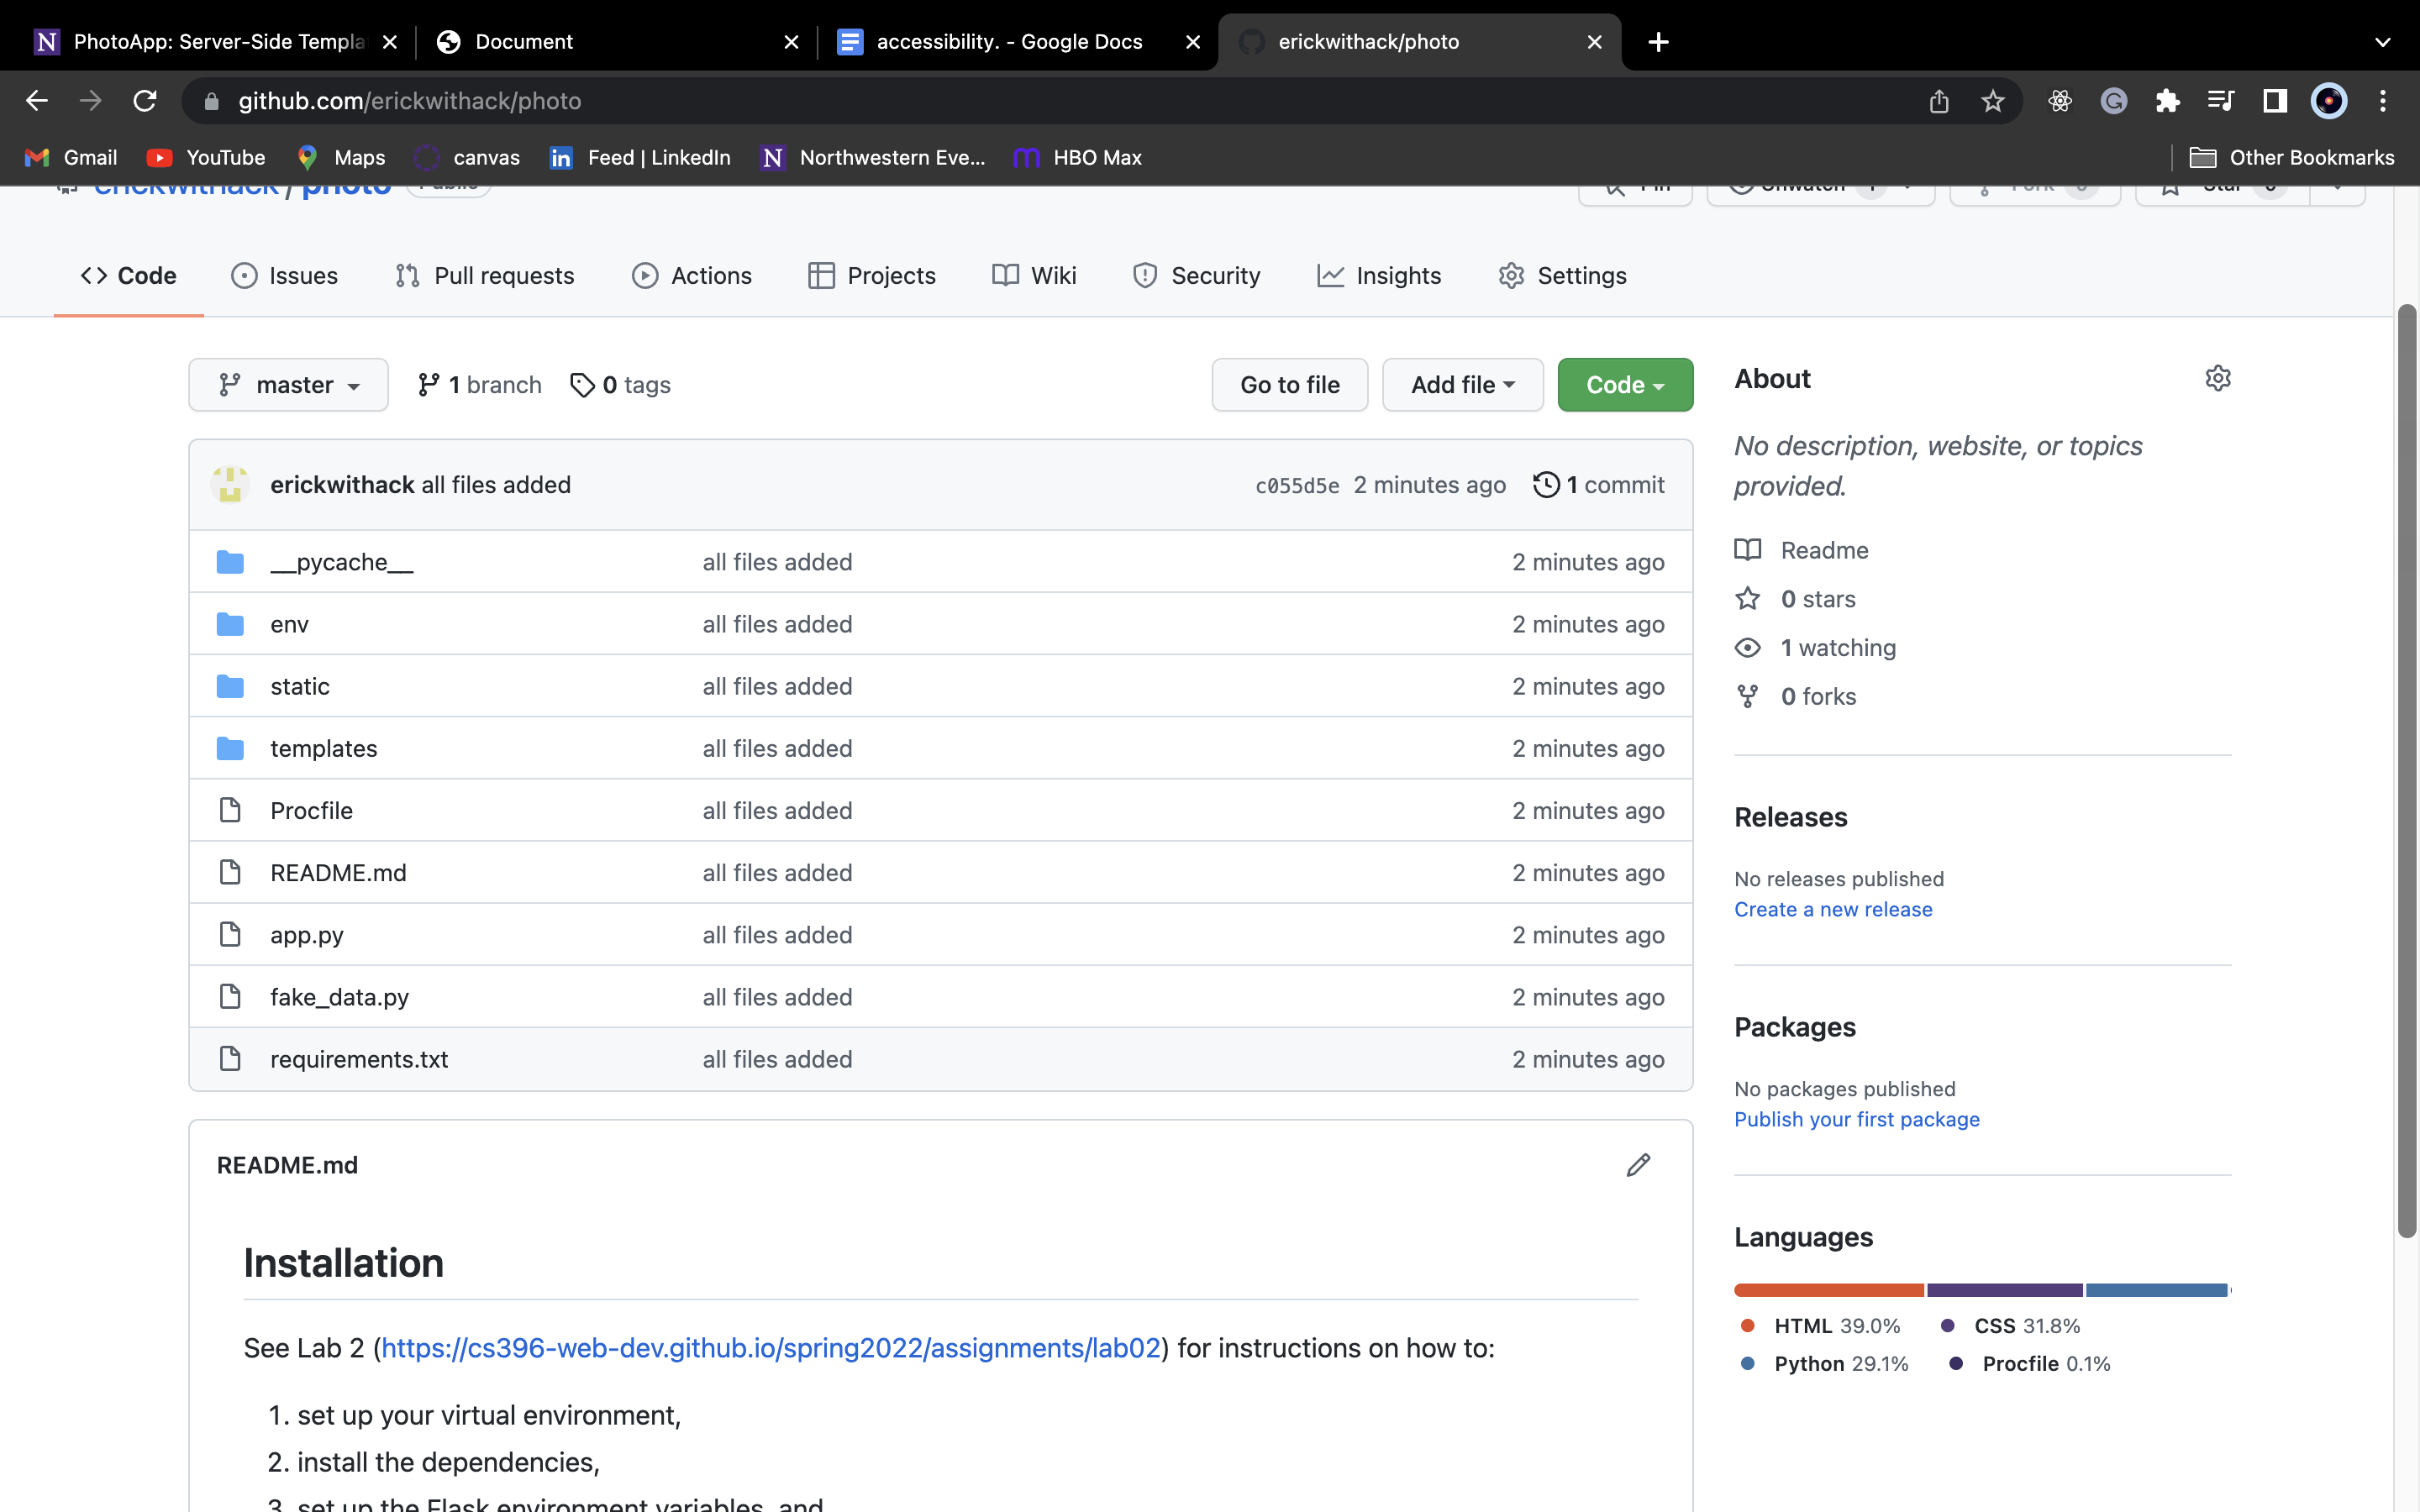 PhotoApp: Server-Side Templa
Document
accessibility. - Google Docs
erickwithack/photo
github.com/erickwithack/photo
Gmail
YouTube
Maps
canvas
Feed | LinkedIn
Northwestern Eve...
HBO Max
Other Bookmarks
erickwithack / photo
Public
Pin
Unwatch 1
Fork 0
Star 0
Code
Issues
Pull requests
Actions
Projects
Wiki
Security
Insights
Settings
master
1 branch
0 tags
Go to file
Add file
Code
erickwithack all files added
c055d5e 2 minutes ago
1 commit
__pycache__ all files added 2 minutes ago
env all files added 2 minutes ago
static all files added 2 minutes ago
templates all files added 2 minutes ago
Procfile all files added 2 minutes ago
README.md all files added 2 minutes ago
app.py all files added 2 minutes ago
fake_data.py all files added 2 minutes ago
requirements.txt all files added 2 minutes ago
README.md
Installation
See Lab 2 (https://cs396-web-dev.github.io/spring2022/assignments/lab02) for instructions on how to:
1. set up your virtual environment,
2. install the dependencies,
3. set up the Flask environment variables, and
About
No description, website, or topics
provided.
Readme
0 stars
1 watching
0 forks
Releases
No releases published
Create a new release
Packages
No packages published
Publish your first package
Languages
HTML 39.0%
CSS 31.8%
Python 29.1%
Procfile 0.1%